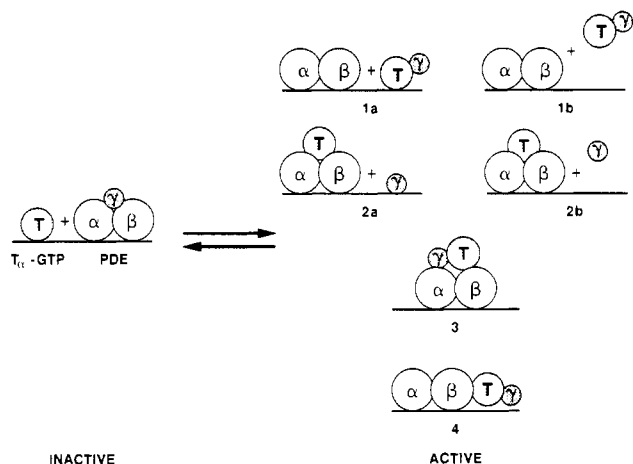 α β + T γ
1a
α β + T γ
1b
T
α β + γ
2a
T
α β + γ
2b
T + α γ β
Tα -GTP PDE
γ T
α β
3
α β T γ
4
INACTIVE ACTIVE